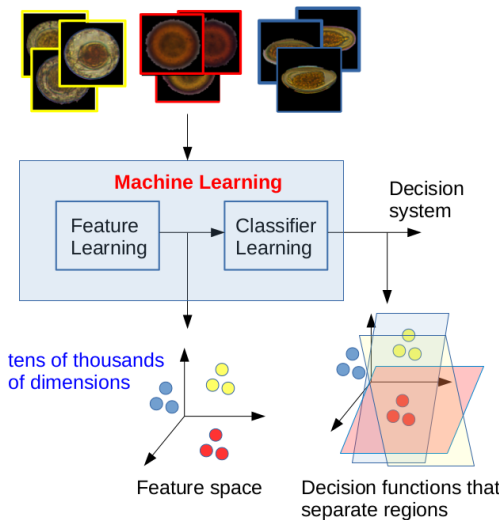 Machine Learning
Feature
Learning
Classifier
Learning
Decision
system
tens of thousands
of dimensions
Feature space
Decision functions that
separate regions